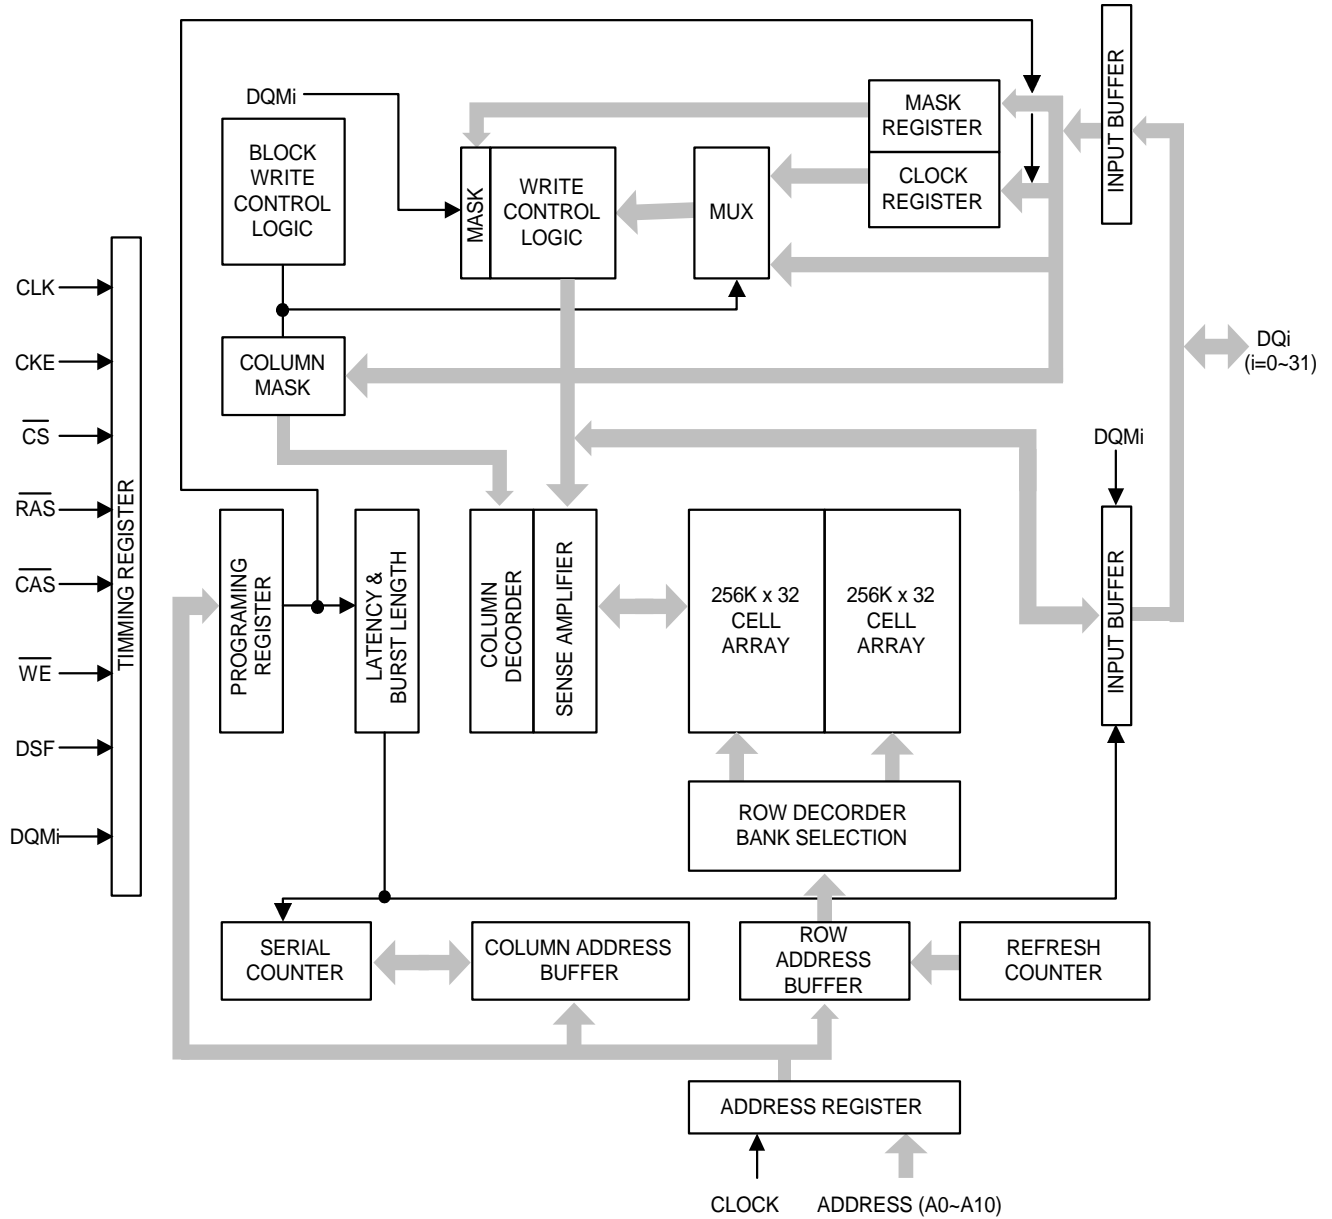 DQMi
BLOCK
WRITE
CONTROL
LOGIC
MASK
WRITE
CONTROL
LOGIC
MUX
MASK
REGISTER
CLOCK
REGISTER
INPUT BUFFER
CLK
CKE
CS
RAS
CAS
WE
DSF
DQMi
TIMMING REGISTER
COLUMN
MASK
DQi
(i=0~31)
DQMi
PROGRAMING
REGISTER
LATENCY &
BURST LENGTH
COLUMN
DECORDER
SENSE AMPLIFIER
256K x 32
CELL
ARRAY
256K x 32
CELL
ARRAY
INPUT BUFFER
ROW DECORDER
BANK SELECTION
SERIAL
COUNTER
COLUMN ADDRESS
BUFFER
ROW
ADDRESS
BUFFER
REFRESH
COUNTER
ADDRESS REGISTER
CLOCK
ADDRESS (A0~A10)